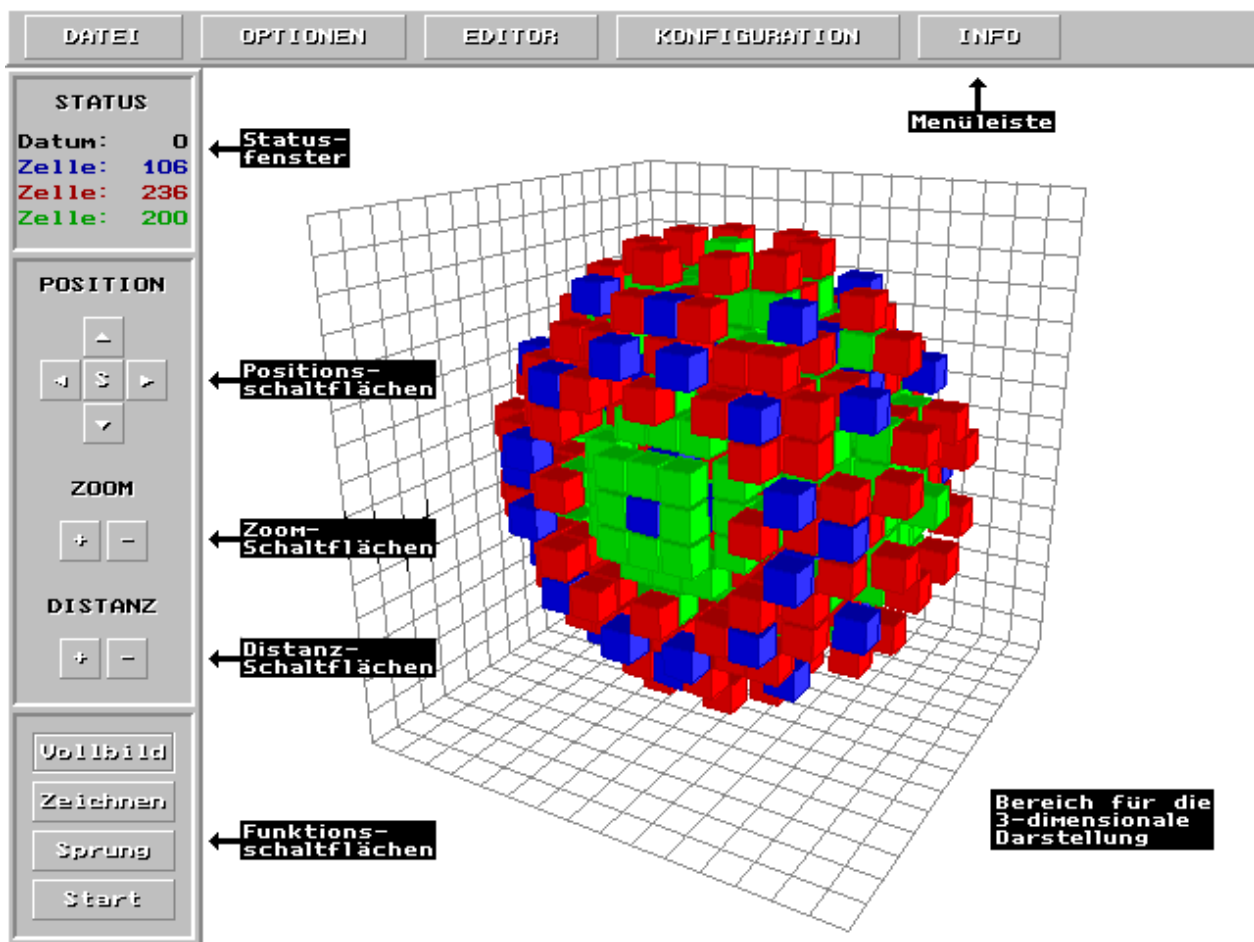 DATEI OPTIONEN EDITOR KONFIGURATION INFO
STATUS
Datum: 0
Zelle: 106
Zelle: 236
Zelle: 200
POSITION
S
ZOOM
+ -
DISTANZ
+ -
Vollbild
Zeichnen
Sprung
Start
Menüleiste
Status-
fenster
Positions-
schaltflächen
Zoom-
Schaltflächen
Distanz-
Schaltflächen
Funktions-
schaltflächen
Bereich für die
3-dimensionale
Darstellung